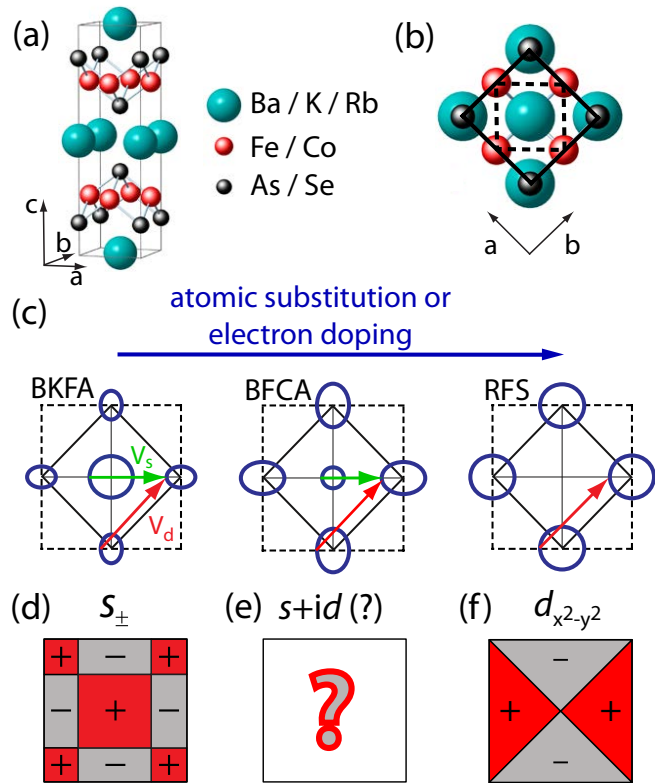 (a)
(b)
Ba / K / Rb
Fe / Co
As / Se
c
b
a
a
b
(c)
atomic substitution or
electron doping
BKFA
BFCA
RFS
Vs
Vd
(d)
s±
(e)
s+id (?)
(f)
dx²-y²
+ − +
− + −
+ − +
?
−
+ +
−